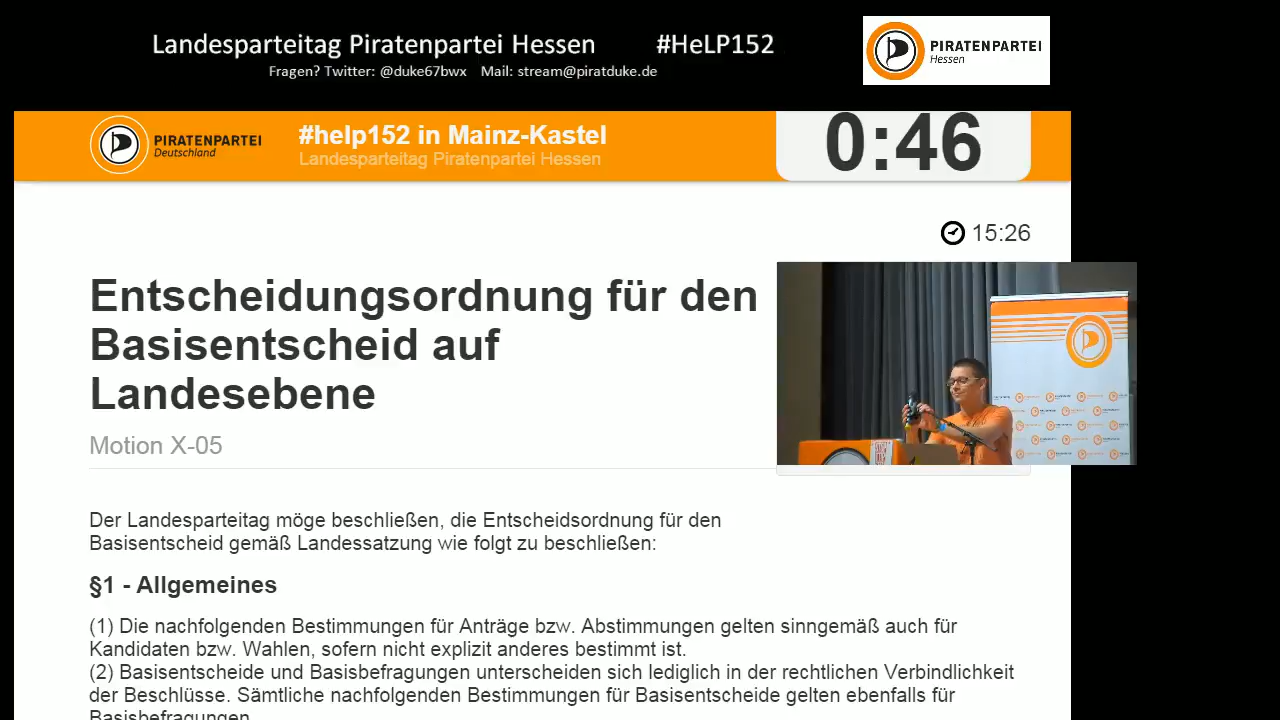 Landesparteitag Piratenpartei Hessen #HeLP152
Fragen? Twitter: @duke67bwx Mail: stream@piratduke.de
PIRATENPARTEI
Hessen
PIRATENPARTEI
Deutschland
#help152 in Mainz-Kastel
Landesparteitag Piratenpartei Hessen
0:46
15:26
Entscheidungsordnung für den
Basisentscheid auf
Landesebene
Motion X-05
Der Landesparteitag möge beschließen, die Entscheidsordnung für den
Basisentscheid gemäß Landessatzung wie folgt zu beschließen:
§1 - Allgemeines
(1) Die nachfolgenden Bestimmungen für Anträge bzw. Abstimmungen gelten sinngemäß auch für
Kandidaten bzw. Wahlen, sofern nicht explizit anderes bestimmt ist.
(2) Basisentscheide und Basisbefragungen unterscheiden sich lediglich in der rechtlichen Verbindlichkeit
der Beschlüsse. Sämtliche nachfolgenden Bestimmungen für Basisentscheide gelten ebenfalls für
Basisbefragungen